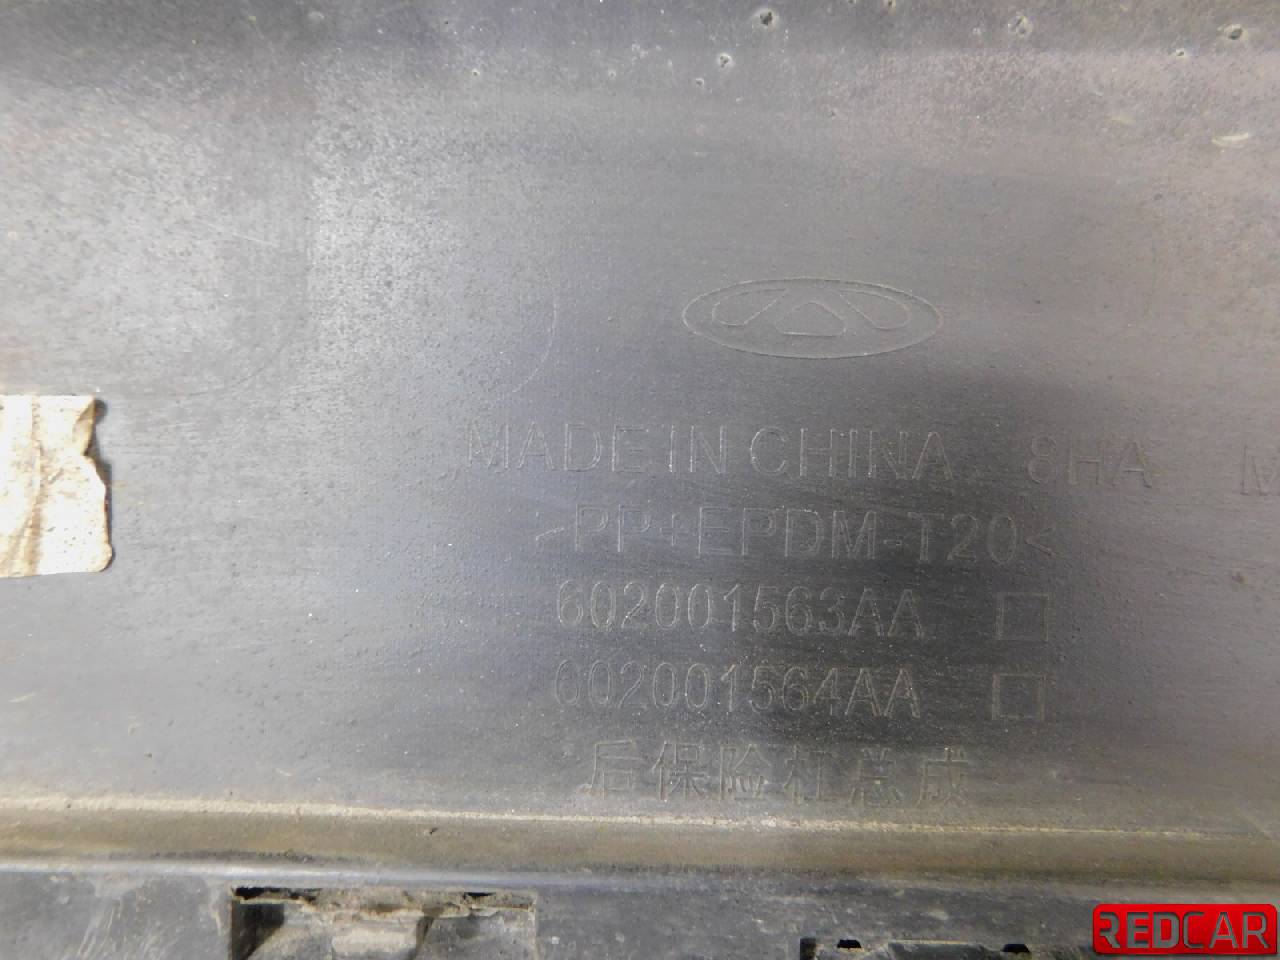 MADE IN CHINA 8HA M
>PP+EPDM-T20<
602001563AA
602001564AA
后保险杠总成
REDCAR